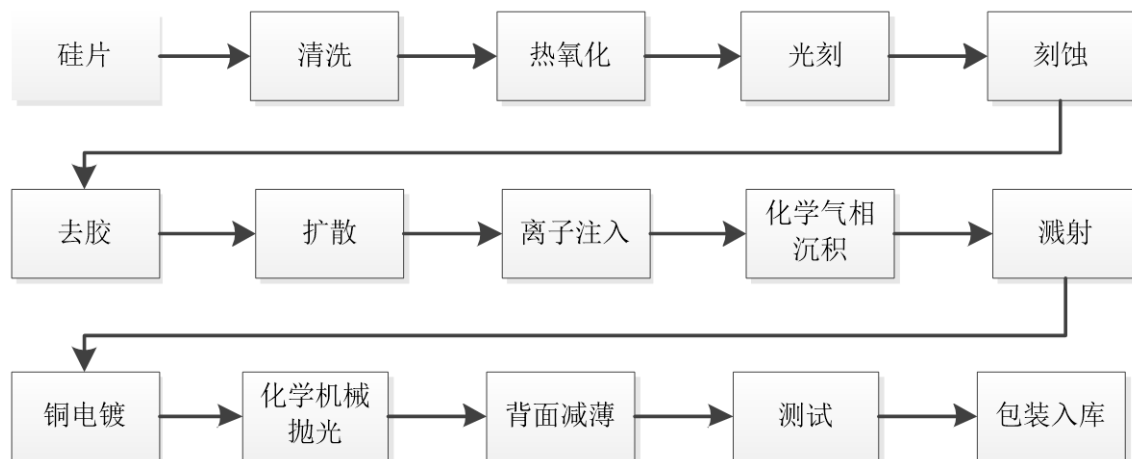 硅片
清洗
热氧化
光刻
刻蚀
去胶
扩散
离子注入
化学气相
沉积
溅射
铜电镀
化学机械
抛光
背面减薄
测试
包装入库